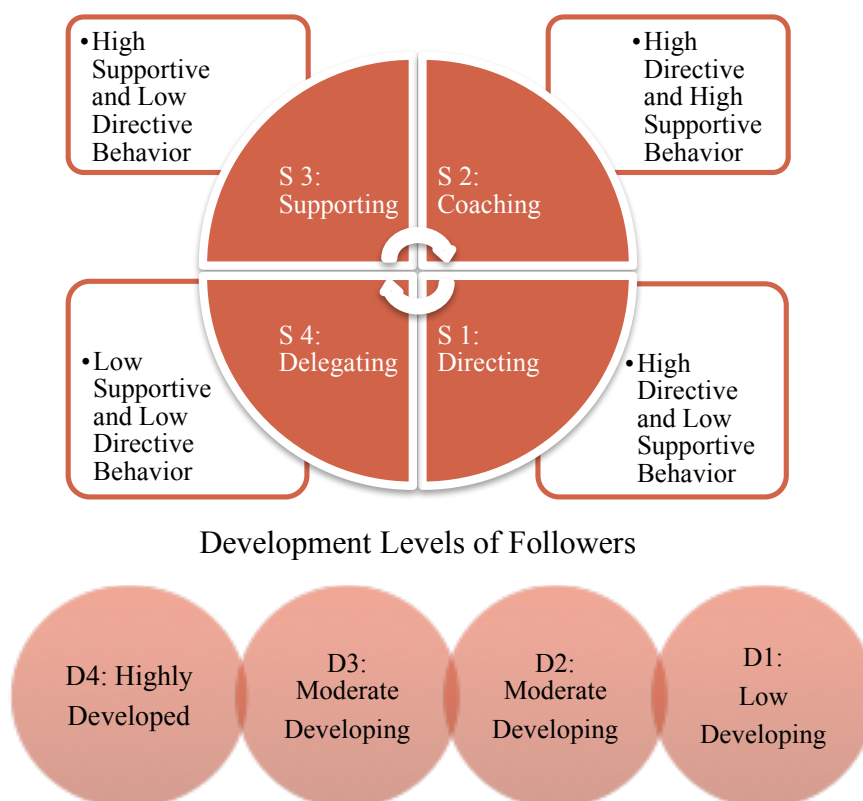 •High
Supportive
and Low
Directive
Behavior
•High
Directive
and High
Supportive
Behavior
S 3:
Supporting
S 2:
Coaching
S 4:
Delegating
S 1:
Directing
•Low
Supportive
and Low
Directive
Behavior
•High
Directive
and Low
Supportive
Behavior
Development Levels of Followers
D4: Highly
Developed
D3:
Moderate
Developing
D2:
Moderate
Developing
D1:
Low
Developing